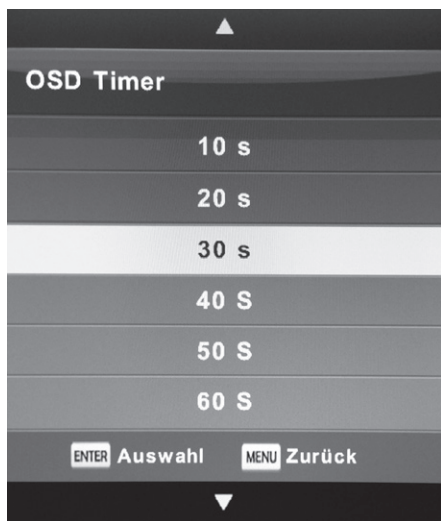 OSD Timer
10 s
20 s
30 s
40 S
50 S
60 S
ENTER Auswahl MENU Zurück